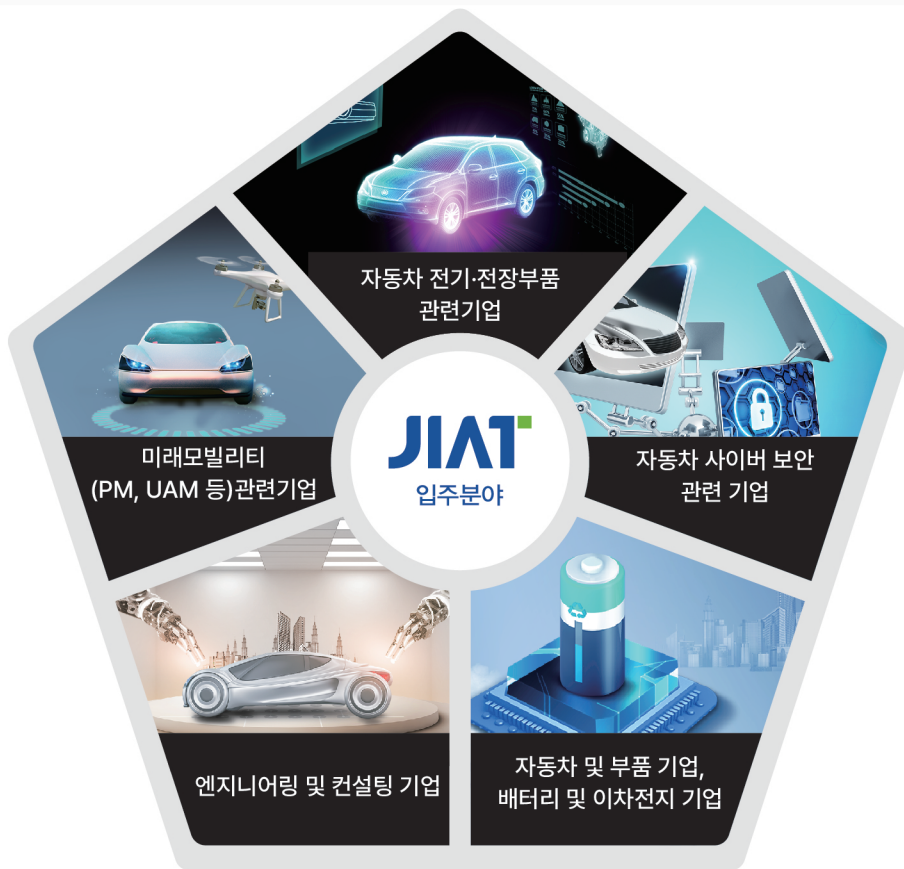 자동차 전기·전장부품
관련기업
미래모빌리티
(PM, UAM 등)관련기업
JIAT
입주분야
자동차 사이버 보안
관련 기업
엔지니어링 및 컨설팅 기업
자동차 및 부품 기업,
배터리 및 이차전지 기업